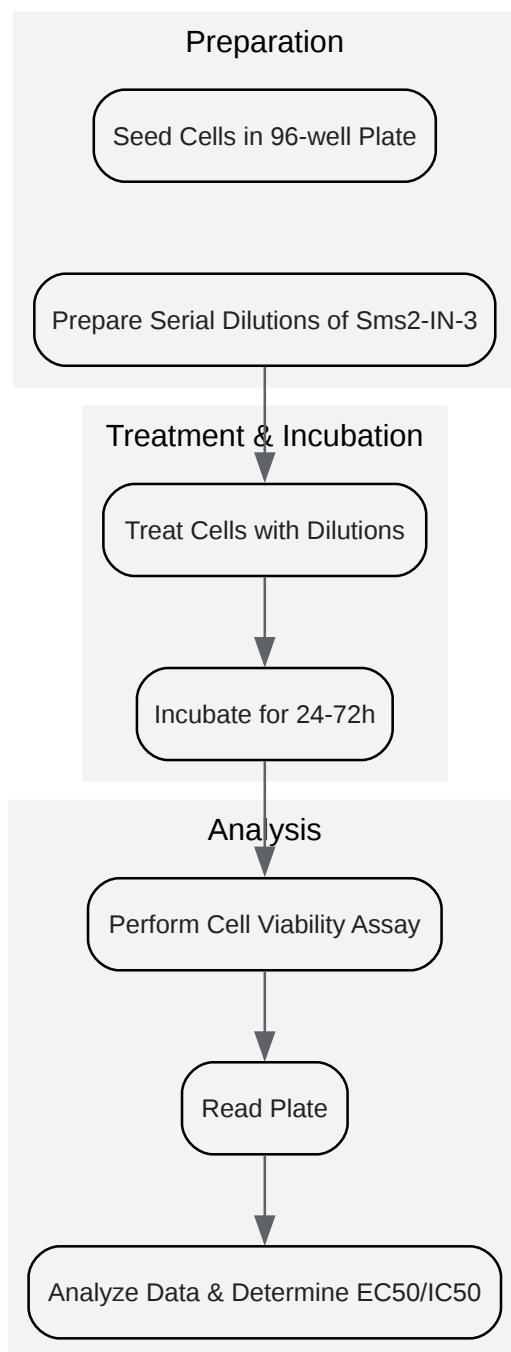 Preparation
Seed Cells in 96-well Plate
Prepare Serial Dilutions of Sms2-IN-3
Treatment & Incubation
Treat Cells with Dilutions
Incubate for 24-72h
Analysis
Perform Cell Viability Assay
Read Plate
Analyze Data & Determine EC50/IC50